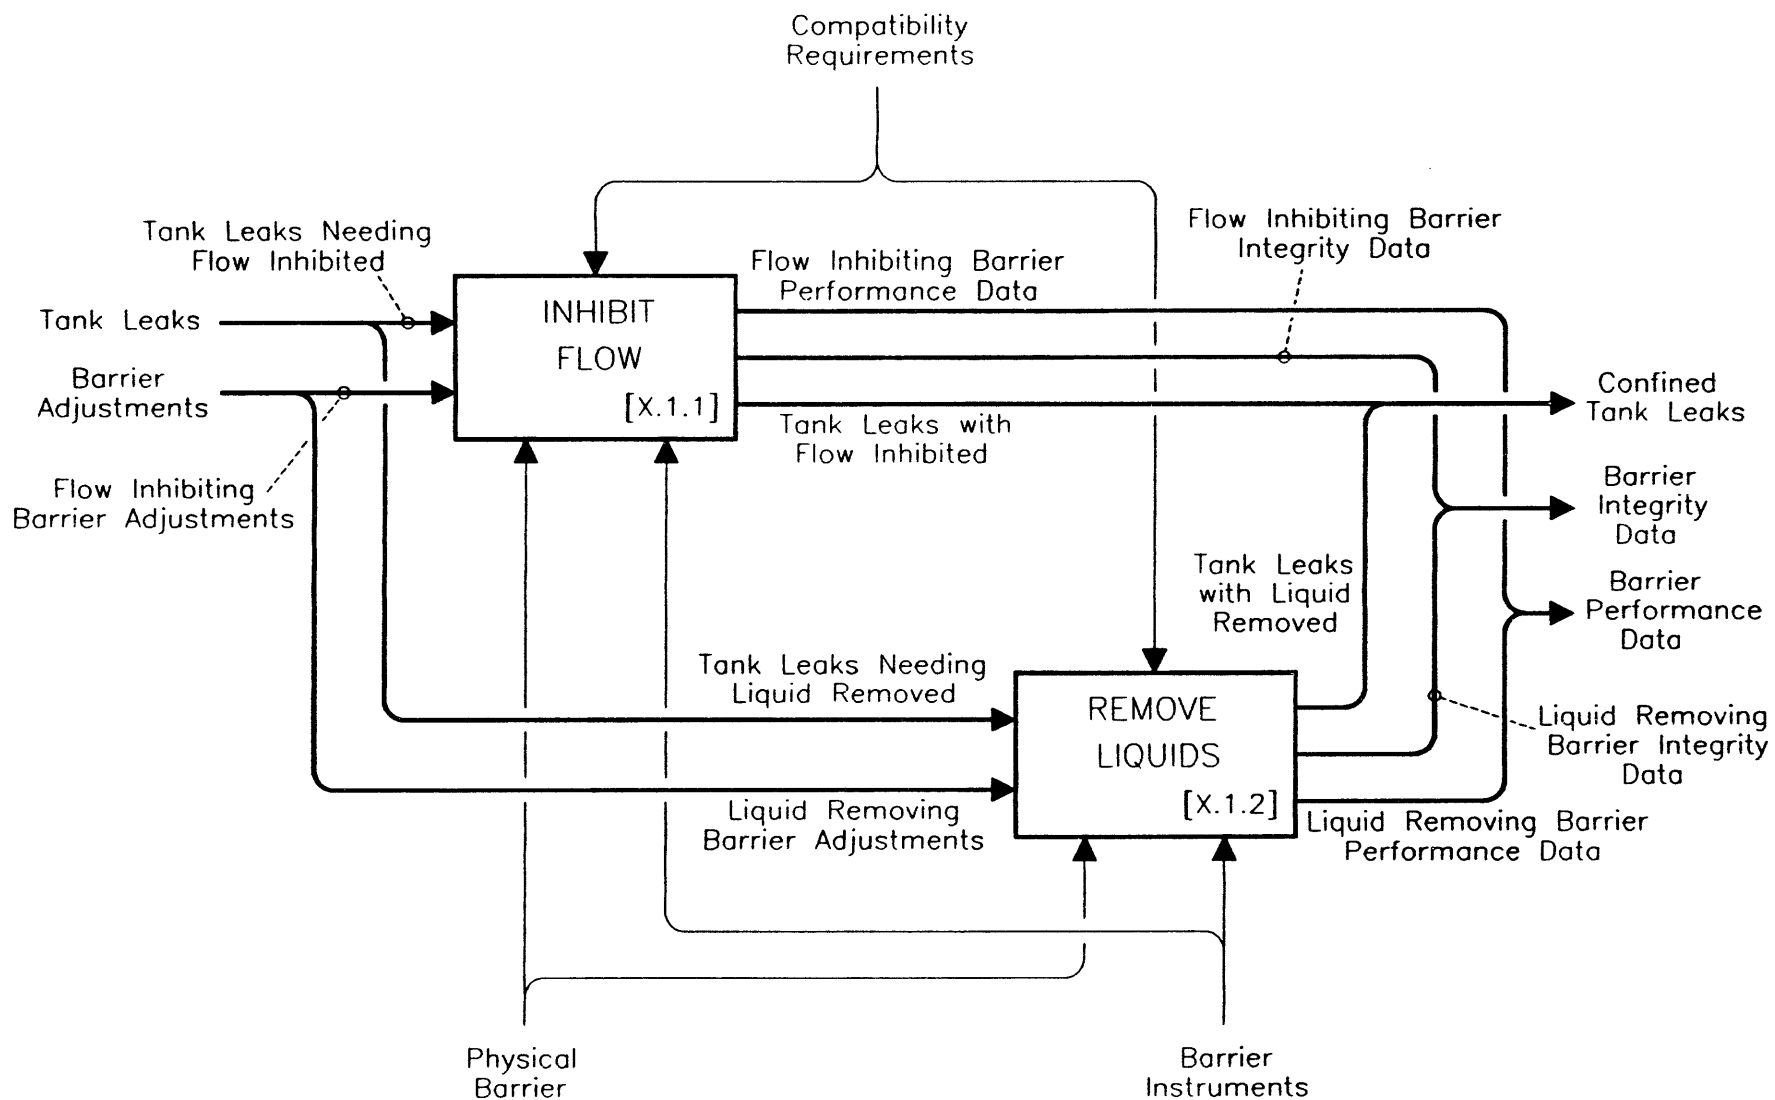 Compatibility
Requirements
Tank Leaks Needing
Flow Inhibited
Flow Inhibiting Barrier
Integrity Data
Flow Inhibiting Barrier
Performance Data
Tank Leaks
INHIBIT
FLOW
[X.1.1]
Barrier
Adjustments
Confined
Tank Leaks
Tank Leaks with
Flow Inhibited
Flow Inhibiting
Barrier Adjustments
Barrier
Integrity
Data
Tank Leaks
with Liquid
Removed
Barrier
Performance
Data
Tank Leaks Needing
Liquid Removed
REMOVE
LIQUIDS
[X.1.2]
Liquid Removing
Barrier Integrity
Data
Liquid Removing
Barrier Adjustments
Liquid Removing Barrier
Performance Data
Physical
Barrier
Barrier
Instruments